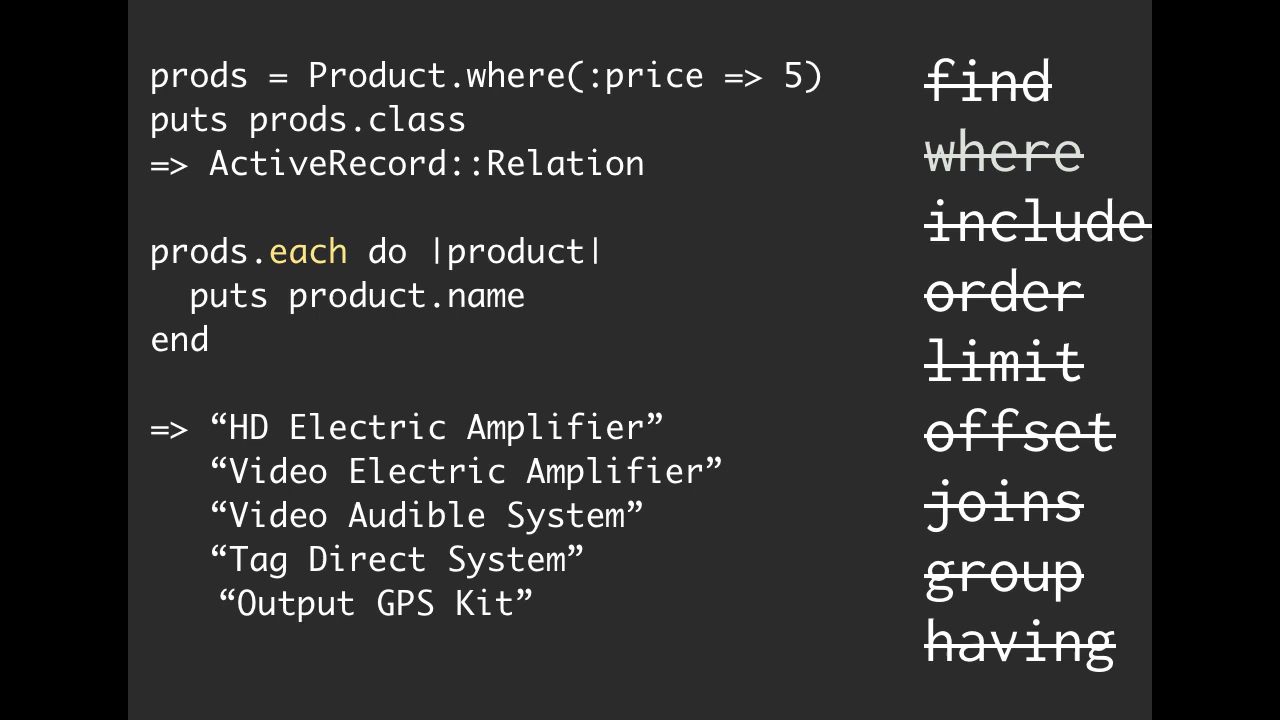 prods = Product.where(:price => 5)
puts prods.class
=> ActiveRecord::Relation
prods.each do |product|
  puts product.name
end
=> “HD Electric Amplifier”
“Video Electric Amplifier”
“Video Audible System”
“Tag Direct System”
“Output GPS Kit”
find
where
include
order
limit
offset
joins
group
having